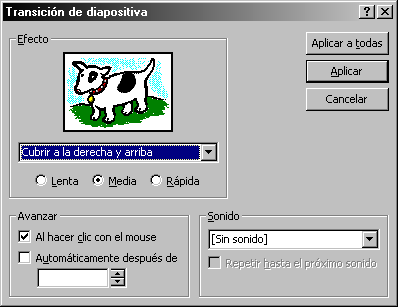 Transición de diapositiva
Efecto
Cubrir a la derecha y arriba
Lenta Media Rápida
Aplicar a todas
Aplicar
Cancelar
Avanzar
Al hacer clic con el mouse
Automáticamente después de
Sonido
[Sin sonido]
Repetir hasta el próximo sonido